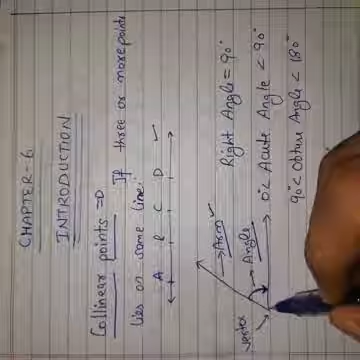 CHAPTER-6
INTRODUCTION
Collinear points => If three or more points
lies on same line.
A B C D
Arm
Right Angle = 90°
Vertex
Angle
0° < Acute Angle < 90°
90° < Obtuse Angle < 180°